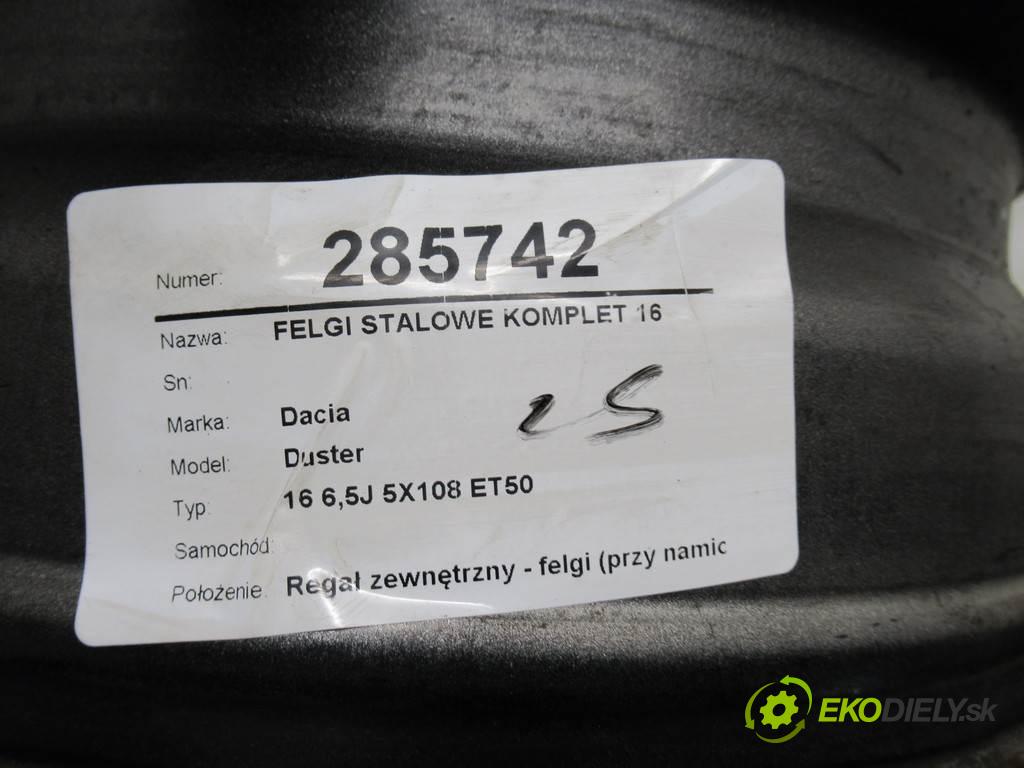 Numer: 285742
Nazwa: FELGI STALOWE KOMPLET 16
Sn:
Marka: Dacia
Model: Duster
Typ: 16 6,5J 5X108 ET50
Samochód:
Położenie: Regał zewnętrzny - felgi (przy namic
EKODIELY.sk